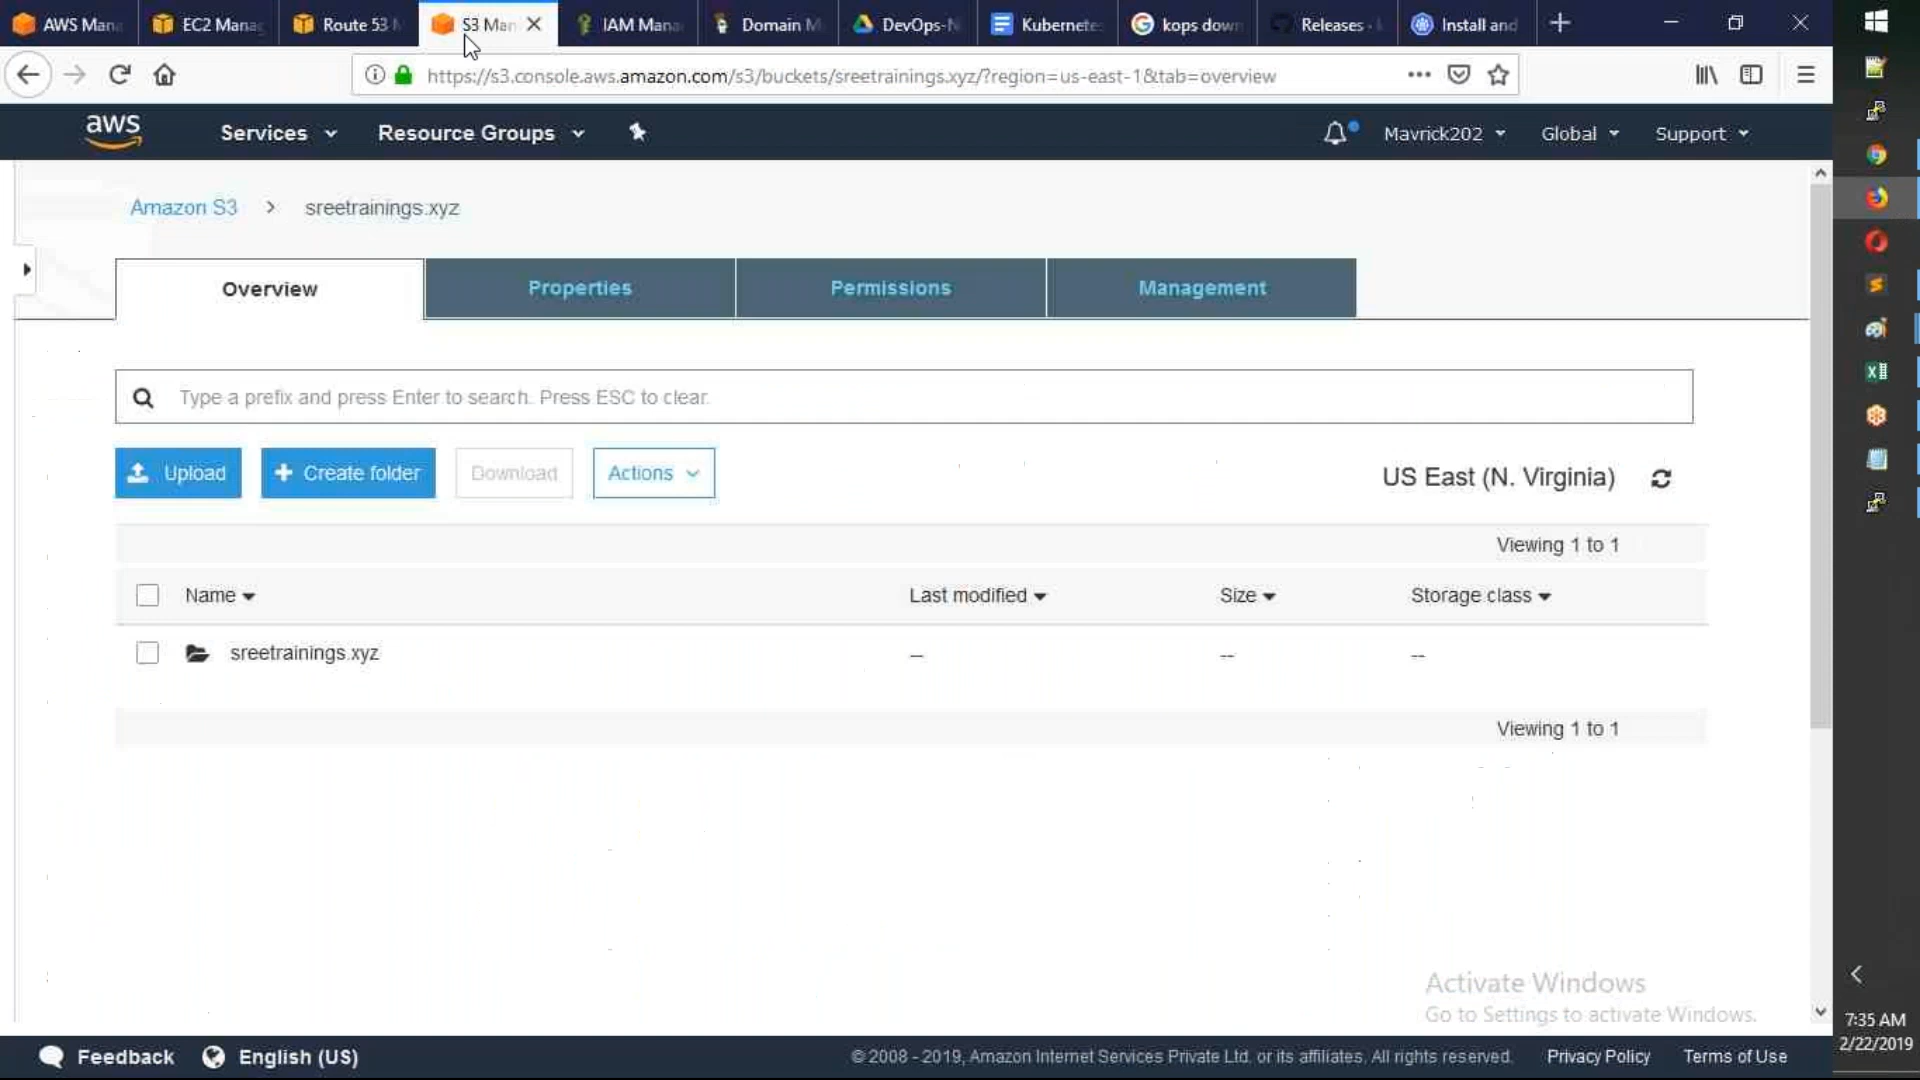 AWS Mana
EC2 Mana
Route 53 M
S3 Man
IAM Mana
Domain M
DevOps-N
Kubernete
kops dow
Releases -
Install and
https://s3.console.aws.amazon.com/s3/buckets/sreetrainings.xyz/?region=us-east-1&tab=overview
aws
Services
Resource Groups
Mavrick202
Global
Support
Amazon S3 > sreetrainings.xyz
Overview
Properties
Permissions
Management
Type a prefix and press Enter to search. Press ESC to clear.
Upload
+ Create folder
Download
Actions
US East (N. Virginia)
Viewing 1 to 1
Name
Last modified
Size
Storage class
sreetrainings.xyz
--
--
--
Viewing 1 to 1
Activate Windows
Go to Settings to activate Windows.
7:35 AM
2/22/2019
Feedback
English (US)
© 2008 - 2019, Amazon Internet Services Private Ltd. or its affiliates. All rights reserved.
Privacy Policy
Terms of Use